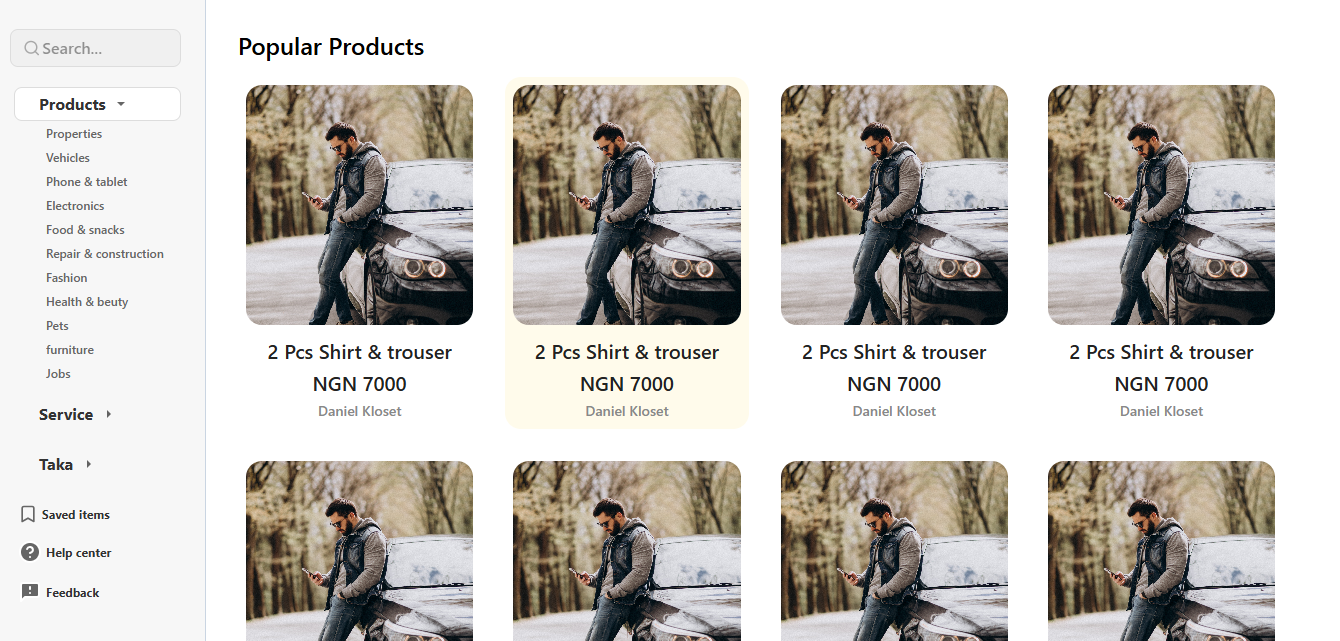 Search...
Products
Properties
Vehicles
Phone & tablet
Electronics
Food & snacks
Repair & construction
Fashion
Health & beuty
Pets
furniture
Jobs
Service
Taka
Saved items
Help center
Feedback
Popular Products
2 Pcs Shirt & trouser
NGN 7000
Daniel Kloset
2 Pcs Shirt & trouser
NGN 7000
Daniel Kloset
2 Pcs Shirt & trouser
NGN 7000
Daniel Kloset
2 Pcs Shirt & trouser
NGN 7000
Daniel Kloset